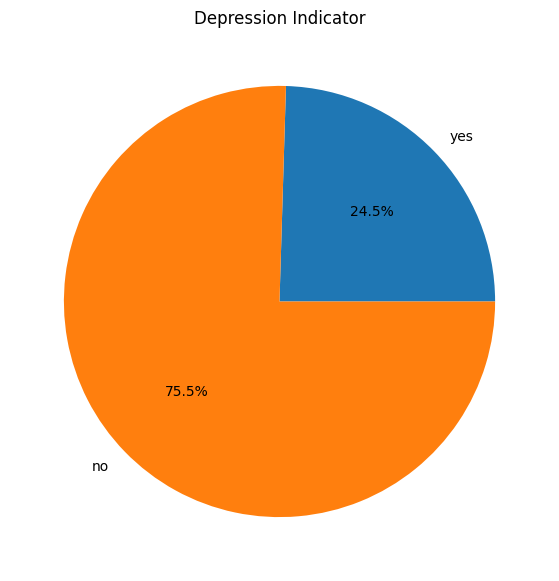 Depression Indicator
yes
24.5%
75.5%
no